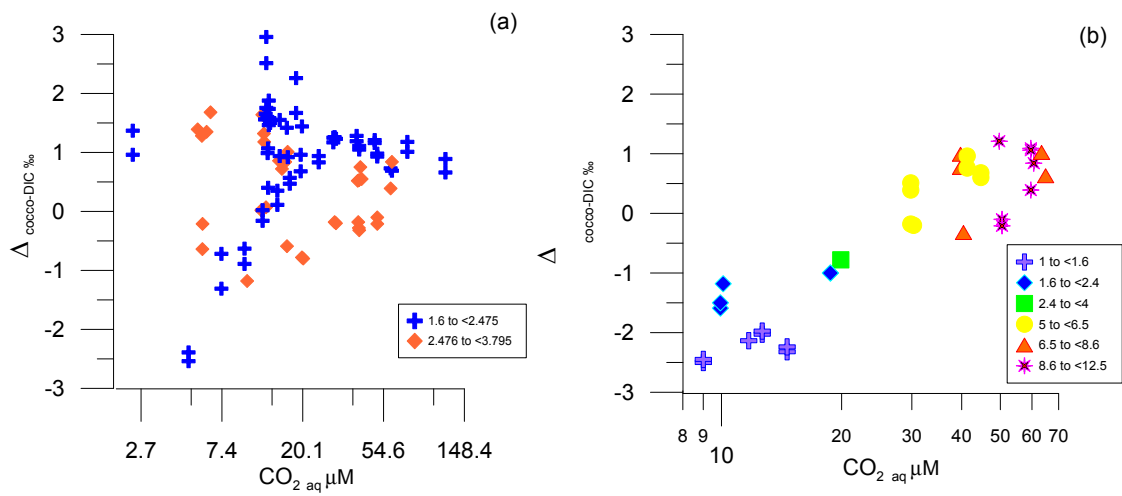 (a)
3
2
1
0
-1
-2
-3
Δ cocco-DIC ‰
2.7 7.4 20.1 54.6 148.4
CO2 aq μM
1.6 to <2.475
2.476 to <3.795
(b)
3
2
1
0
-1
-2
-3
Δ cocco-DIC ‰
8 9 10 20 30 40 50 60 70
CO2 aq μM
1 to <1.6
1.6 to <2.4
2.4 to <4
5 to <6.5
6.5 to <8.6
8.6 to <12.5